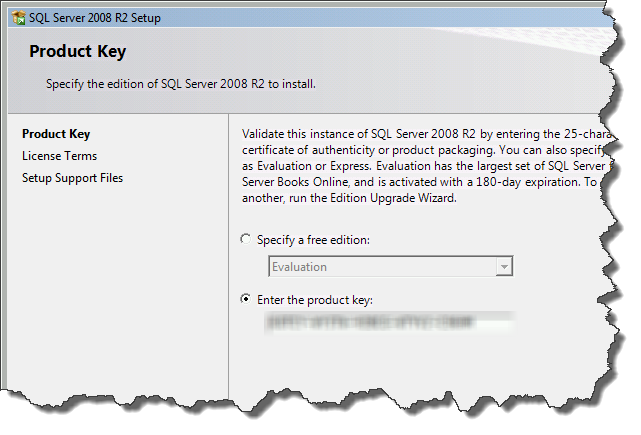 SQL Server 2008 R2 Setup
Product Key
Specify the edition of SQL Server 2008 R2 to install.
Product Key
License Terms
Setup Support Files
Validate this instance of SQL Server 2008 R2 by entering the 25-chara
certificate of authenticity or product packaging. You can also specify
as Evaluation or Express. Evaluation has the largest set of SQL Server
Server Books Online, and is activated with a 180-day expiration. To
another, run the Edition Upgrade Wizard.
Specify a free edition:
Evaluation
Enter the product key: